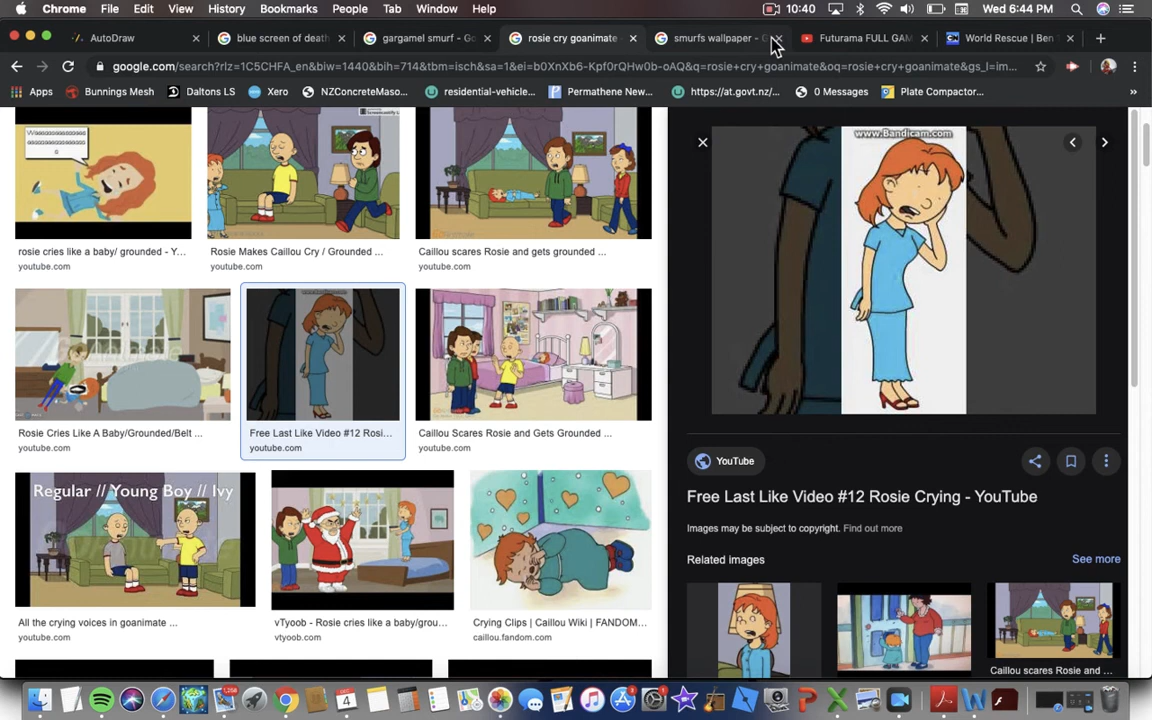 Chrome File Edit View History Bookmarks People Tab Window Help 10:40 Wed 6:44 PM
AutoDraw blue screen of death gargamel smurf - Go rosie cry goanimate smurfs wallpaper - Futurama FULL GAM World Rescue | Ben
google.com/search?rlz=1C5CHFA_en&biw=1440&bih=714&tbm=isch&sa=1&ei=b0XnXb6-Kpf0rQHw0b-oAQ&q=rosie+cry+goanimate&oq=rosie+cry+goanimate&gs_l=im...
Apps Bunnings Mesh Daltons LS Xero NZConcreteMaso... residential-vehicle... Permathene New... https://at.govt.nz/... 0 Messages Plate Compactor... »
www.Bandicam.com
rosie cries like a baby/ grounded - Y...
youtube.com
Rosie Makes Caillou Cry / Grounded ...
youtube.com
Caillou scares Rosie and gets grounded ...
youtube.com
Rosie Cries Like A Baby/Grounded/Belt ...
youtube.com
Free Last Like Video #12 Rosi...
youtube.com
Caillou Scares Rosie and Gets Grounded ...
youtube.com
YouTube
Free Last Like Video #12 Rosie Crying - YouTube
Images may be subject to copyright. Find out more
Related images See more
Regular // Young Boy // Ivy
All the crying voices in goanimate ...
youtube.com
vTyoob - Rosie cries like a baby/grou...
vtyoob.com
Crying Clips | Caillou Wiki | FANDOM...
caillou.fandom.com
Caillou scares Rosie and ...